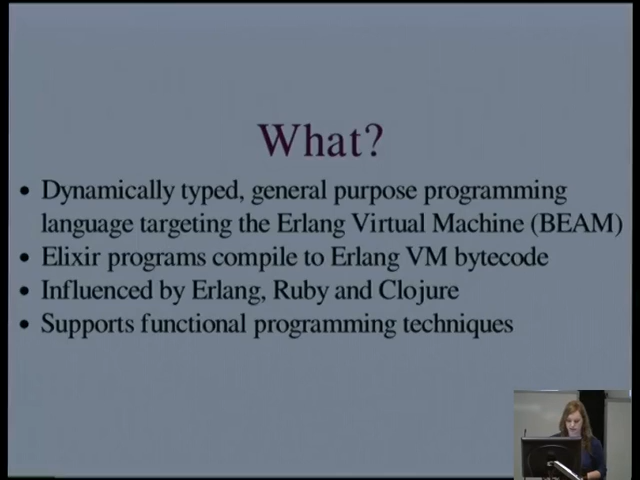 What?
• Dynamically typed, general purpose programming
language targeting the Erlang Virtual Machine (BEAM)
• Elixir programs compile to Erlang VM bytecode
• Influenced by Erlang, Ruby and Clojure
• Supports functional programming techniques